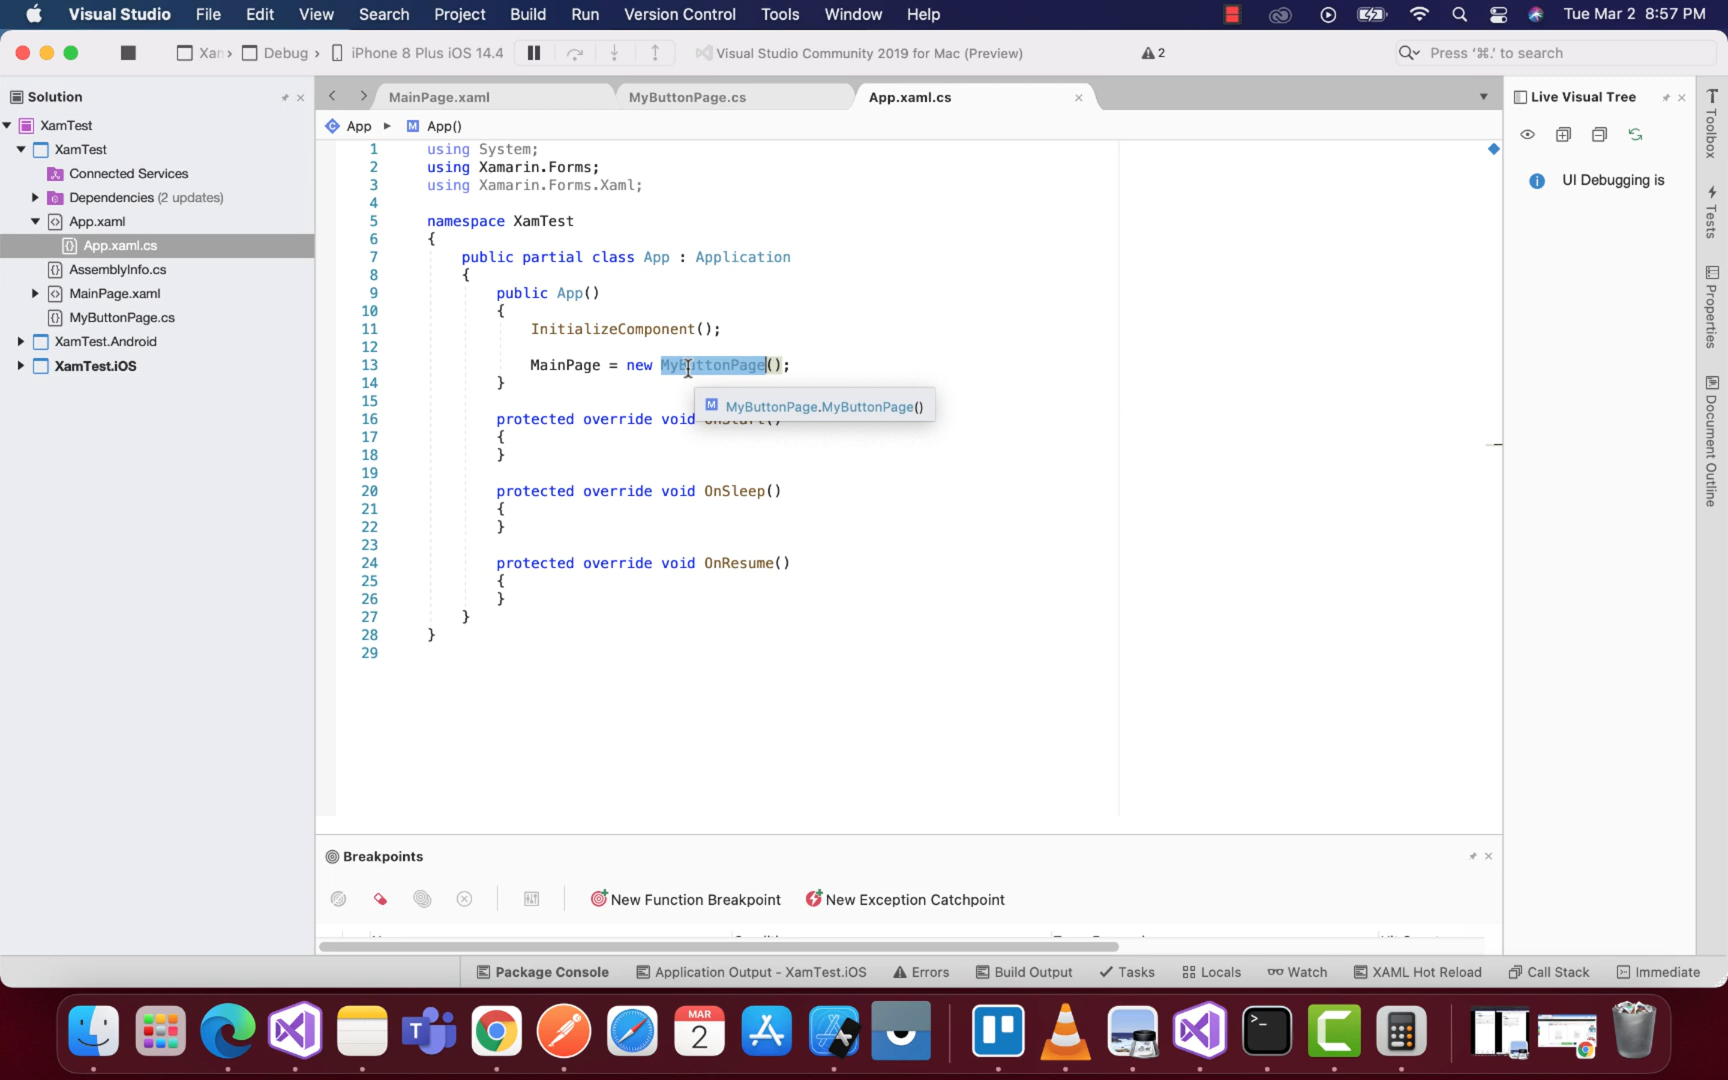 Visual Studio File Edit View Search Project Build Run Version Control Tools Window Help Tue Mar 2 8:57 PM
Xan › Debug › iPhone 8 Plus iOS 14.4 Visual Studio Community 2019 for Mac (Preview) 2 Press ‘⌘.’ to search
Solution
XamTest
XamTest
Connected Services
Dependencies (2 updates)
App.xaml
App.xaml.cs
AssemblyInfo.cs
MainPage.xaml
MyButtonPage.cs
XamTest.Android
XamTest.iOS
MainPage.xaml MyButtonPage.cs App.xaml.cs
App App()
1 using System;
2 using Xamarin.Forms;
3 using Xamarin.Forms.Xaml;
4
5 namespace XamTest
6 {
7 public partial class App : Application
8 {
9 public App()
10 {
11 InitializeComponent();
12
13 MainPage = new MyButtonPage();
14 }
MyButtonPage.MyButtonPage()
15
16 protected override void OnStart()
17 {
18 }
19
20 protected override void OnSleep()
21 {
22 }
23
24 protected override void OnResume()
25 {
26 }
27 }
28 }
29
Live Visual Tree
UI Debugging is
Toolbox
Tests
Properties
Document Outline
Breakpoints
New Function Breakpoint New Exception Catchpoint
Package Console Application Output - XamTest.iOS Errors Build Output Tasks Locals Watch XAML Hot Reload Call Stack Immediate
MAR
2